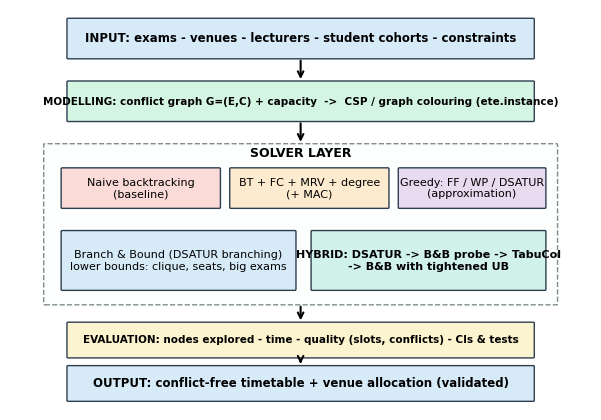 INPUT: exams - venues - lecturers - student cohorts - constraints
MODELLING: conflict graph G=(E,C) + capacity -> CSP / graph colouring (ete.instance)
SOLVER LAYER
Naive backtracking
(baseline)
BT + FC + MRV + degree
(+ MAC)
Greedy: FF / WP / DSATUR
(approximation)
Branch & Bound (DSATUR branching)
lower bounds: clique, seats, big exams
HYBRID: DSATUR -> B&B probe -> TabuCol
-> B&B with tightened UB
EVALUATION: nodes explored - time - quality (slots, conflicts) - CIs & tests
OUTPUT: conflict-free timetable + venue allocation (validated)